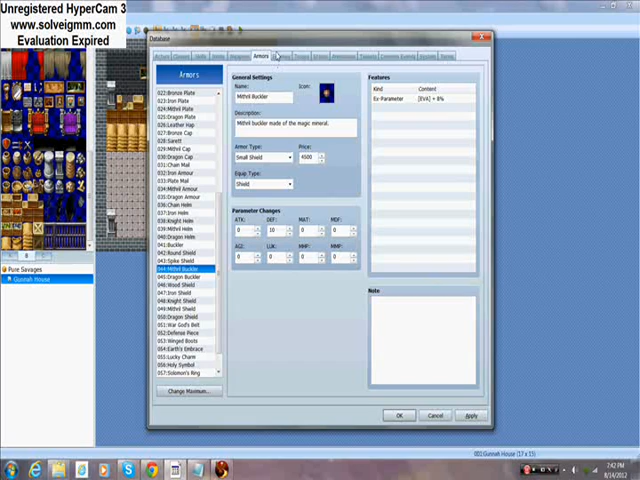 Unregistered HyperCam 3
www.solveigmm.com
Evaluation Expired
Database
Armors
Armors
022:Bronze Plate
023:Iron Plate
024:Mithril Plate
025:Dragon Plate
026:Leather Hap
027:Bronze Cap
028:Sarett
029:Mithril Cap
030:Dragon Cap
031:Chain Mail
032:Iron Armour
033:Plate Mail
034:Mithril Armour
035:Dragon Armour
036:Chain Helm
037:Iron Helm
038:Knight Helm
039:Mithril Helm
040:Dragon Helm
041:Buckler
042:Round Shield
043:Spike Shield
044:Mithril Buckler
045:Dragon Buckler
046:Wood Shield
047:Iron Shield
048:Knight Shield
049:Mithril Shield
050:Dragon Shield
051:War God's Belt
052:Defense Piece
053:Winged Boots
054:Earth's Embrace
055:Lucky Charm
056:Holy Symbol
057:Solomon's Ring
Change Maximum...
General Settings
Name:
Icon:
Mithril Buckler
Description:
Mithril buckler made of the magic mineral.
Armor Type:
Price:
Small Shield
4500
Equip Type:
Shield
Parameter Changes
ATK:
DEF:
MAT:
MDF:
0
10
0
0
AGI:
LUK:
MHP:
MMP:
0
0
0
0
Features
Kind
Content
Ex-Parameter
[EVA] + 8%
Note
OK
Cancel
Apply
A
B
Pure Savages
Gunnah House
001:Gunnah House (17 x 15)
7:42 PM
8/14/2012